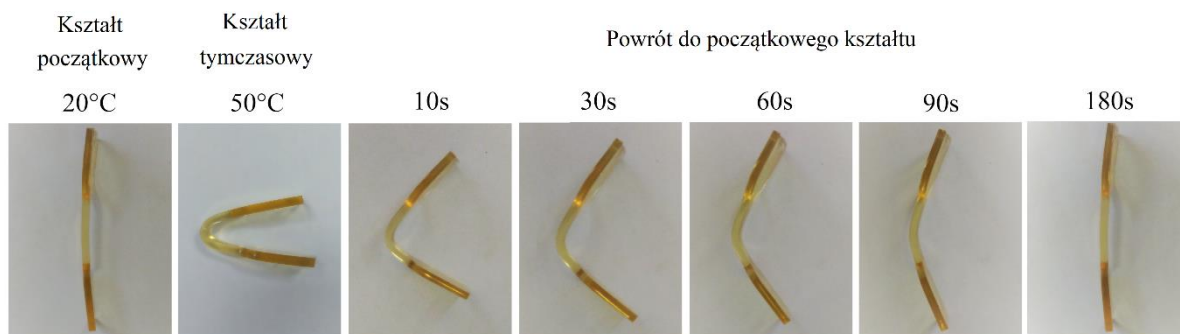 Kształt
początkowy
Kształt
tymczasowy
Powrót do początkowego kształtu
20°C
50°C
10s
30s
60s
90s
180s